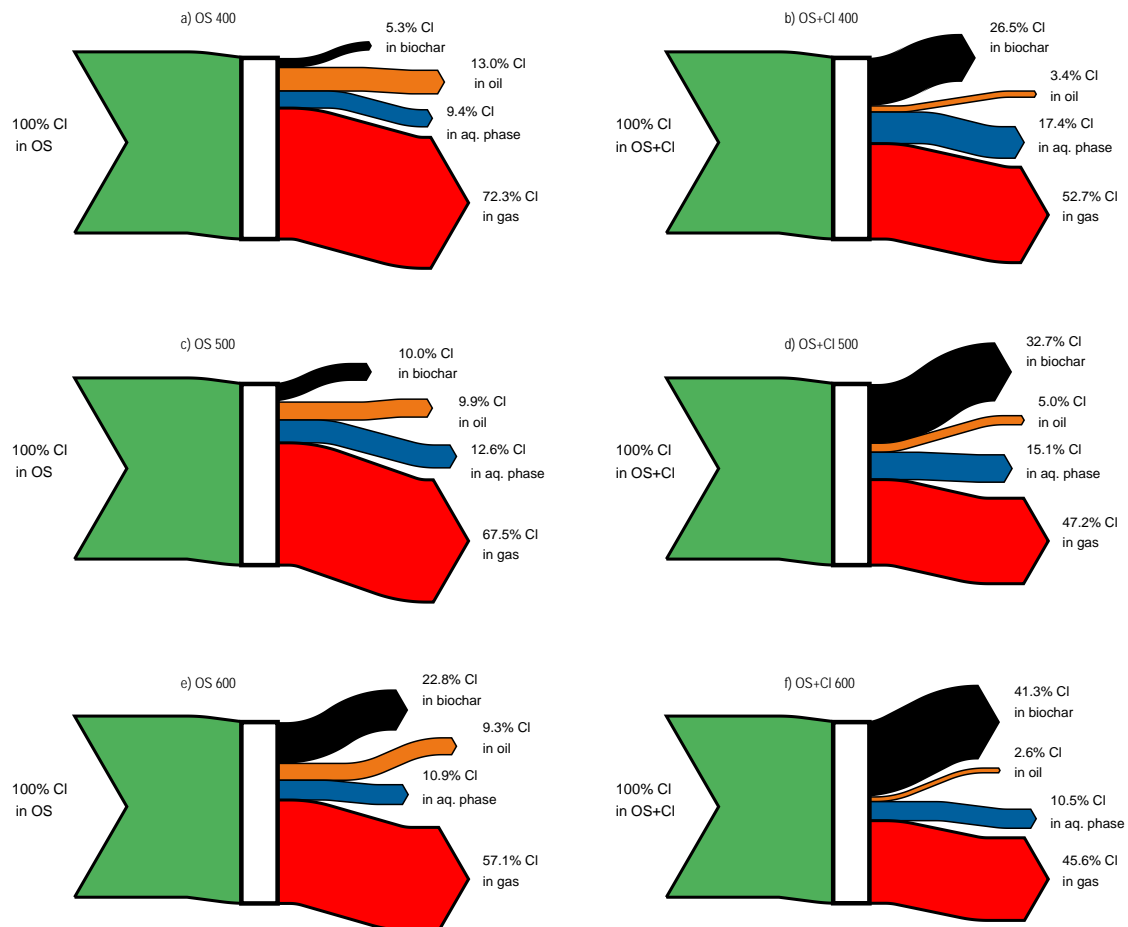 a) OS 400
5.3% Cl
in biochar
13.0% Cl
in oil
9.4% Cl
in aq. phase
100% Cl
in OS
72.3% Cl
in gas
b) OS+Cl 400
26.5% Cl
in biochar
3.4% Cl
in oil
17.4% Cl
in aq. phase
100% Cl
in OS+Cl
52.7% Cl
in gas
c) OS 500
10.0% Cl
in biochar
9.9% Cl
in oil
12.6% Cl
in aq. phase
100% Cl
in OS
67.5% Cl
in gas
d) OS+Cl 500
32.7% Cl
in biochar
5.0% Cl
in oil
15.1% Cl
in aq. phase
100% Cl
in OS+Cl
47.2% Cl
in gas
e) OS 600
22.8% Cl
in biochar
9.3% Cl
in oil
10.9% Cl
in aq. phase
100% Cl
in OS
57.1% Cl
in gas
f) OS+Cl 600
41.3% Cl
in biochar
2.6% Cl
in oil
10.5% Cl
in aq. phase
100% Cl
in OS+Cl
45.6% Cl
in gas